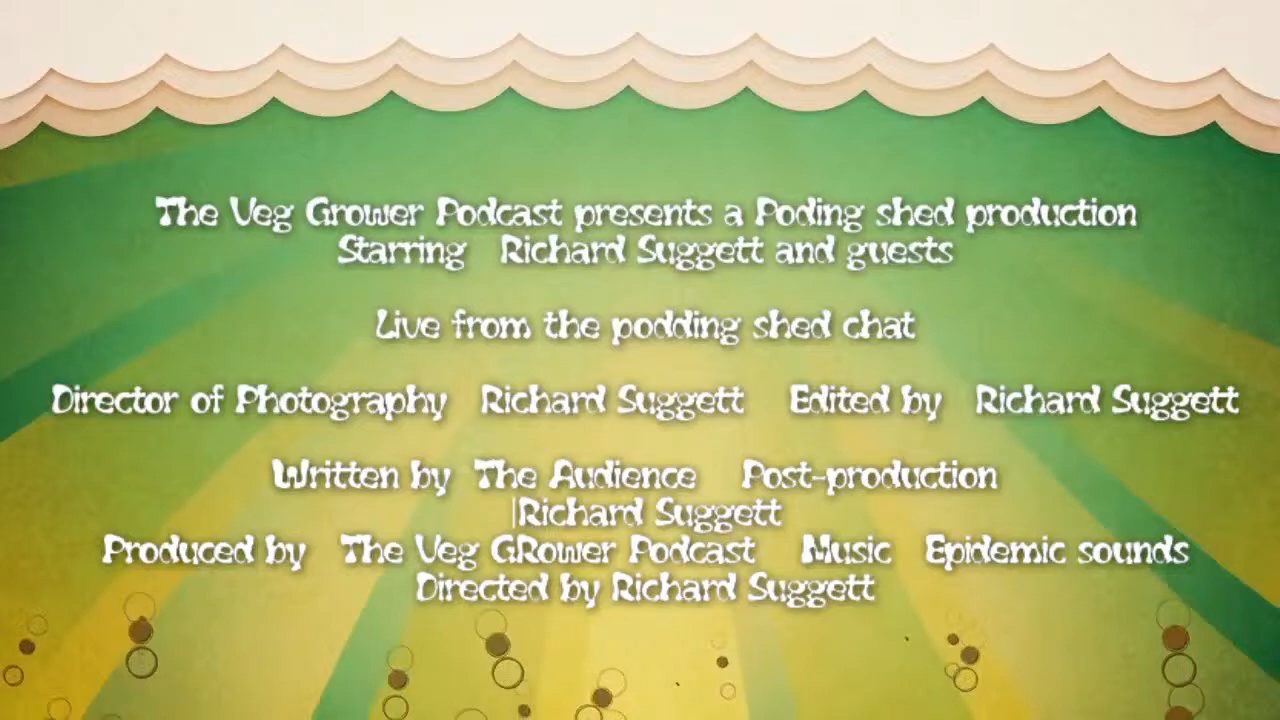 The Veg Grower Podcast presents a Poding shed production
Starring Richard Suggett and guests
Live from the podding shed chat
Director of Photography Richard Suggett Edited by Richard Suggett
Written by The Audience Post-production
|Richard Suggett
Produced by The Veg GRower Podcast Music Epidemic sounds
Directed by Richard Suggett